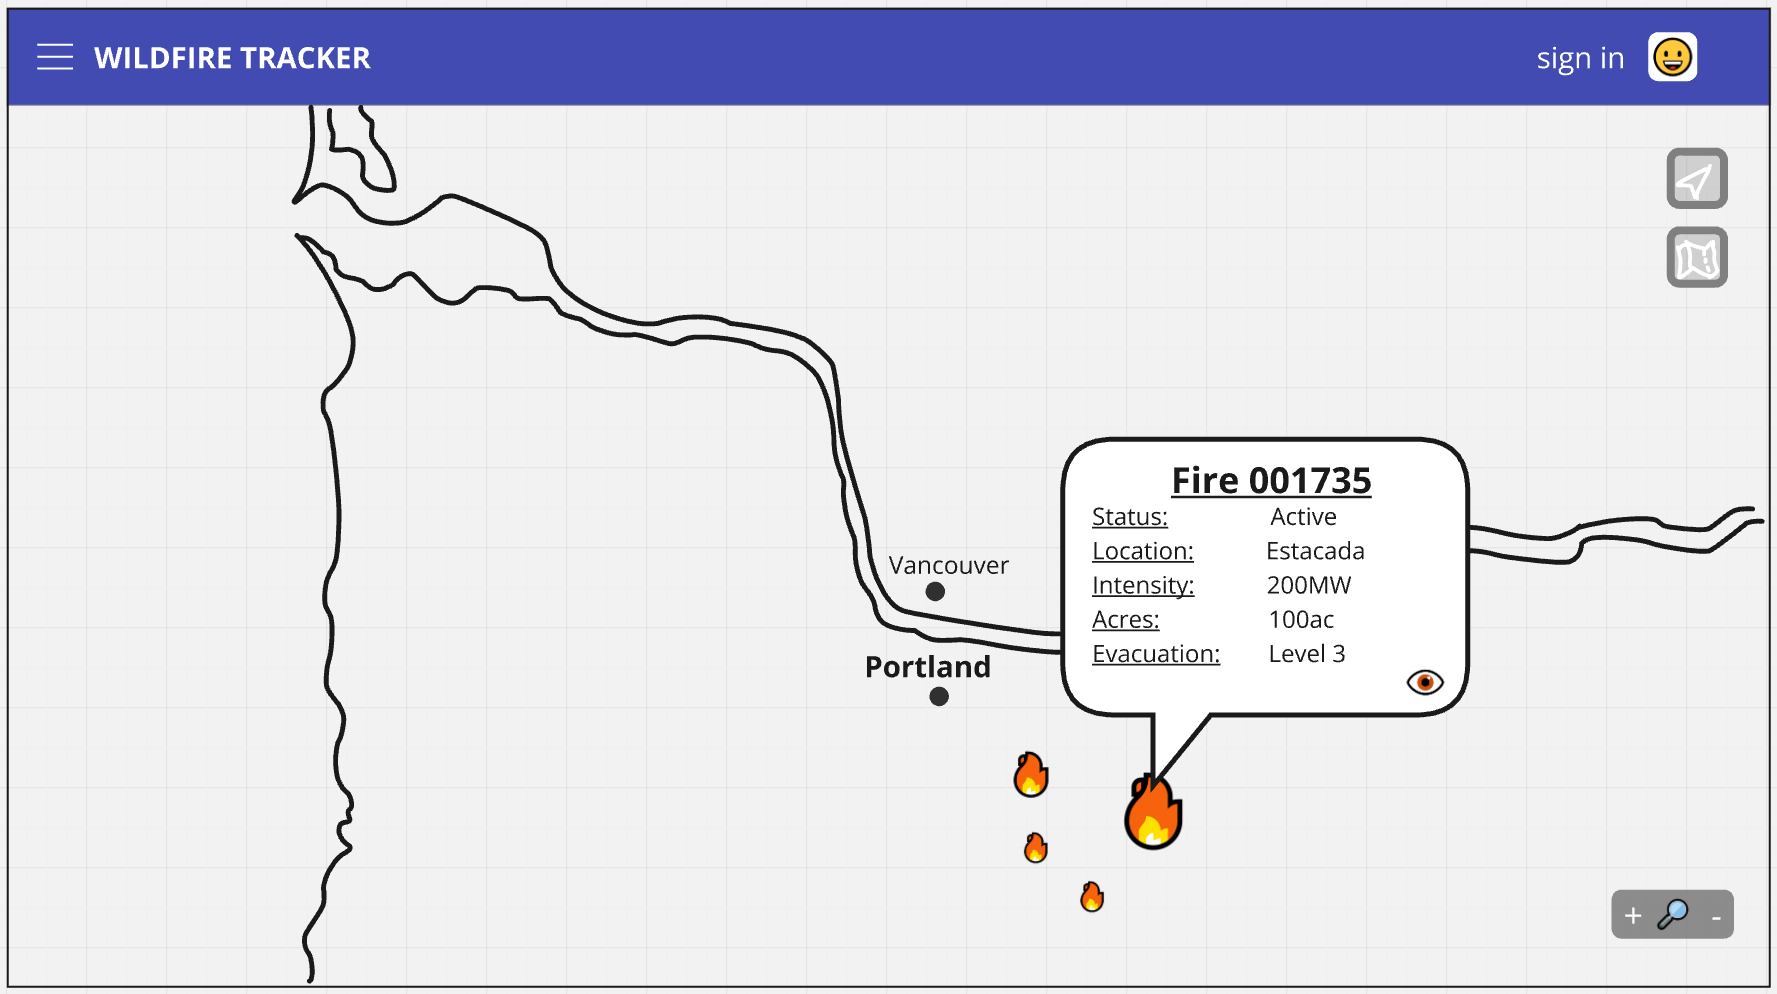 WILDFIRE TRACKER
sign in
Fire 001735
Status: Active
Location: Estacada
Intensity: 200MW
Acres: 100ac
Evacuation: Level 3
Vancouver
Portland
+ -